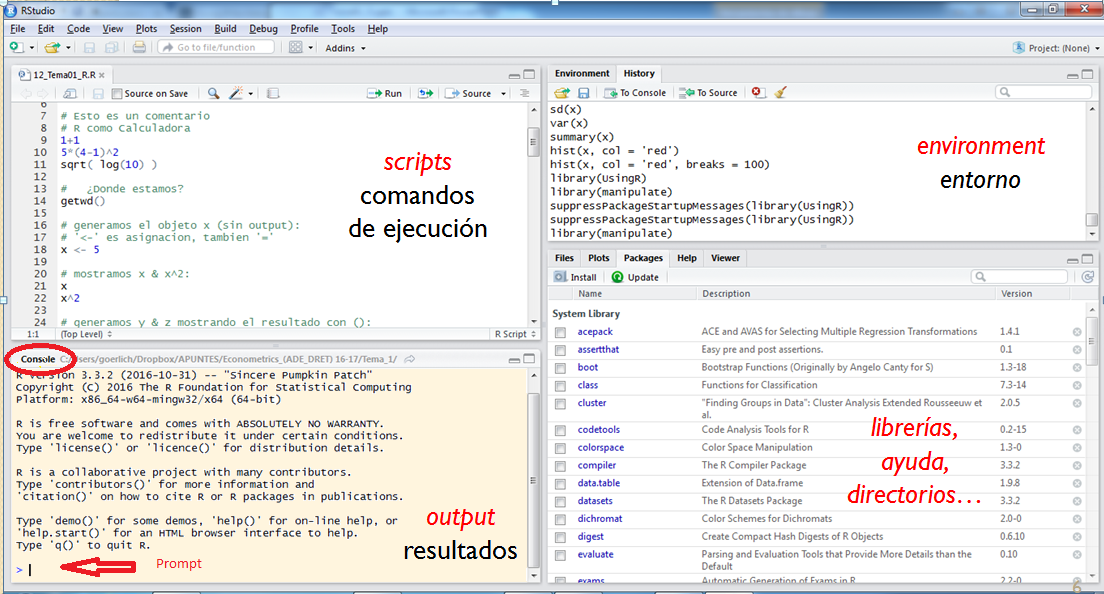 RStudio
File Edit Code View Plots Session Build Debug Profile Tools Help
Go to file/function Addins Project: (None)
12_Tema01_R.R
Source on Save Run Source
6
7 # Esto es un comentario
8 # R como Calculadora
9 1+1
10 5*(4-1)^2
11 sqrt( log(10) )
12
13 # ¿Donde estamos?
14 getwd()
15
16 # generamos el objeto x (sin output):
17 # '<-' es asignacion, tambien '='
18 x <- 5
19
20 # mostramos x & x^2:
21 x
22 x^2
23
24 # generamos y & z mostrando el resultado con ():
1:1 (Top Level) R Script
scripts
comandos
de ejecución
Console C:/Users/goerlich/Dropbox/APUNTES/Econometrics_(ADE_DRET) 16-17/Tema_1/
R version 3.3.2 (2016-10-31) -- "Sincere Pumpkin Patch"
Copyright (C) 2016 The R Foundation for Statistical Computing
Platform: x86_64-w64-mingw32/x64 (64-bit)
R is free software and comes with ABSOLUTELY NO WARRANTY.
You are welcome to redistribute it under certain conditions.
Type 'license()' or 'licence()' for distribution details.
R is a collaborative project with many contributors.
Type 'contributors()' for more information and
'citation()' on how to cite R or R packages in publications.
Type 'demo()' for some demos, 'help()' for on-line help, or
'help.start()' for an HTML browser interface to help.
Type 'q()' to quit R.
>
Prompt
output
resultados
Environment History
To Console To Source
sd(x)
var(x)
summary(x)
hist(x, col = 'red')
hist(x, col = 'red', breaks = 100)
library(UsingR)
library(manipulate)
suppressPackageStartupMessages(library(UsingR))
suppressPackageStartupMessages(library(UsingR))
library(manipulate)
environment
entorno
Files Plots Packages Help Viewer
Install Update
Name Description Version
System Library
acepack ACE and AVAS for Selecting Multiple Regression Transformations 1.4.1
assertthat Easy pre and post assertions. 0.1
boot Bootstrap Functions (Originally by Angelo Canty for S) 1.3-18
class Functions for Classification 7.3-14
cluster "Finding Groups in Data": Cluster Analysis Extended Rousseeuw et 2.0.5
al.
codetools Code Analysis Tools for R 0.2-15
colorspace Color Space Manipulation 1.3-0
compiler The R Compiler Package 3.3.2
data.table Extension of Data.frame 1.9.8
datasets The R Datasets Package 3.3.2
dichromat Color Schemes for Dichromats 2.0-0
digest Create Compact Hash Digests of R Objects 0.6.10
evaluate Parsing and Evaluation Tools that Provide More Details than the 0.10
Default
exams Automatic Generation of Exams in R 2.2-0
librerías,
ayuda,
directorios…
6